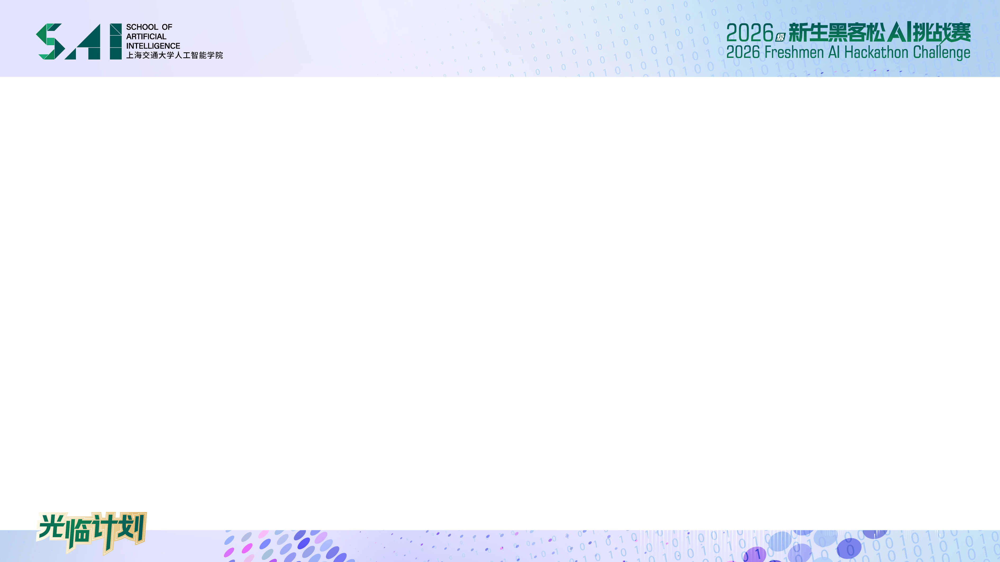 SCHOOL OF
ARTIFICIAL
INTELLIGENCE
上海交通大学人工智能学院
2026级新生黑客松AI挑战赛
2026 Freshmen AI Hackathon Challenge
光临计划